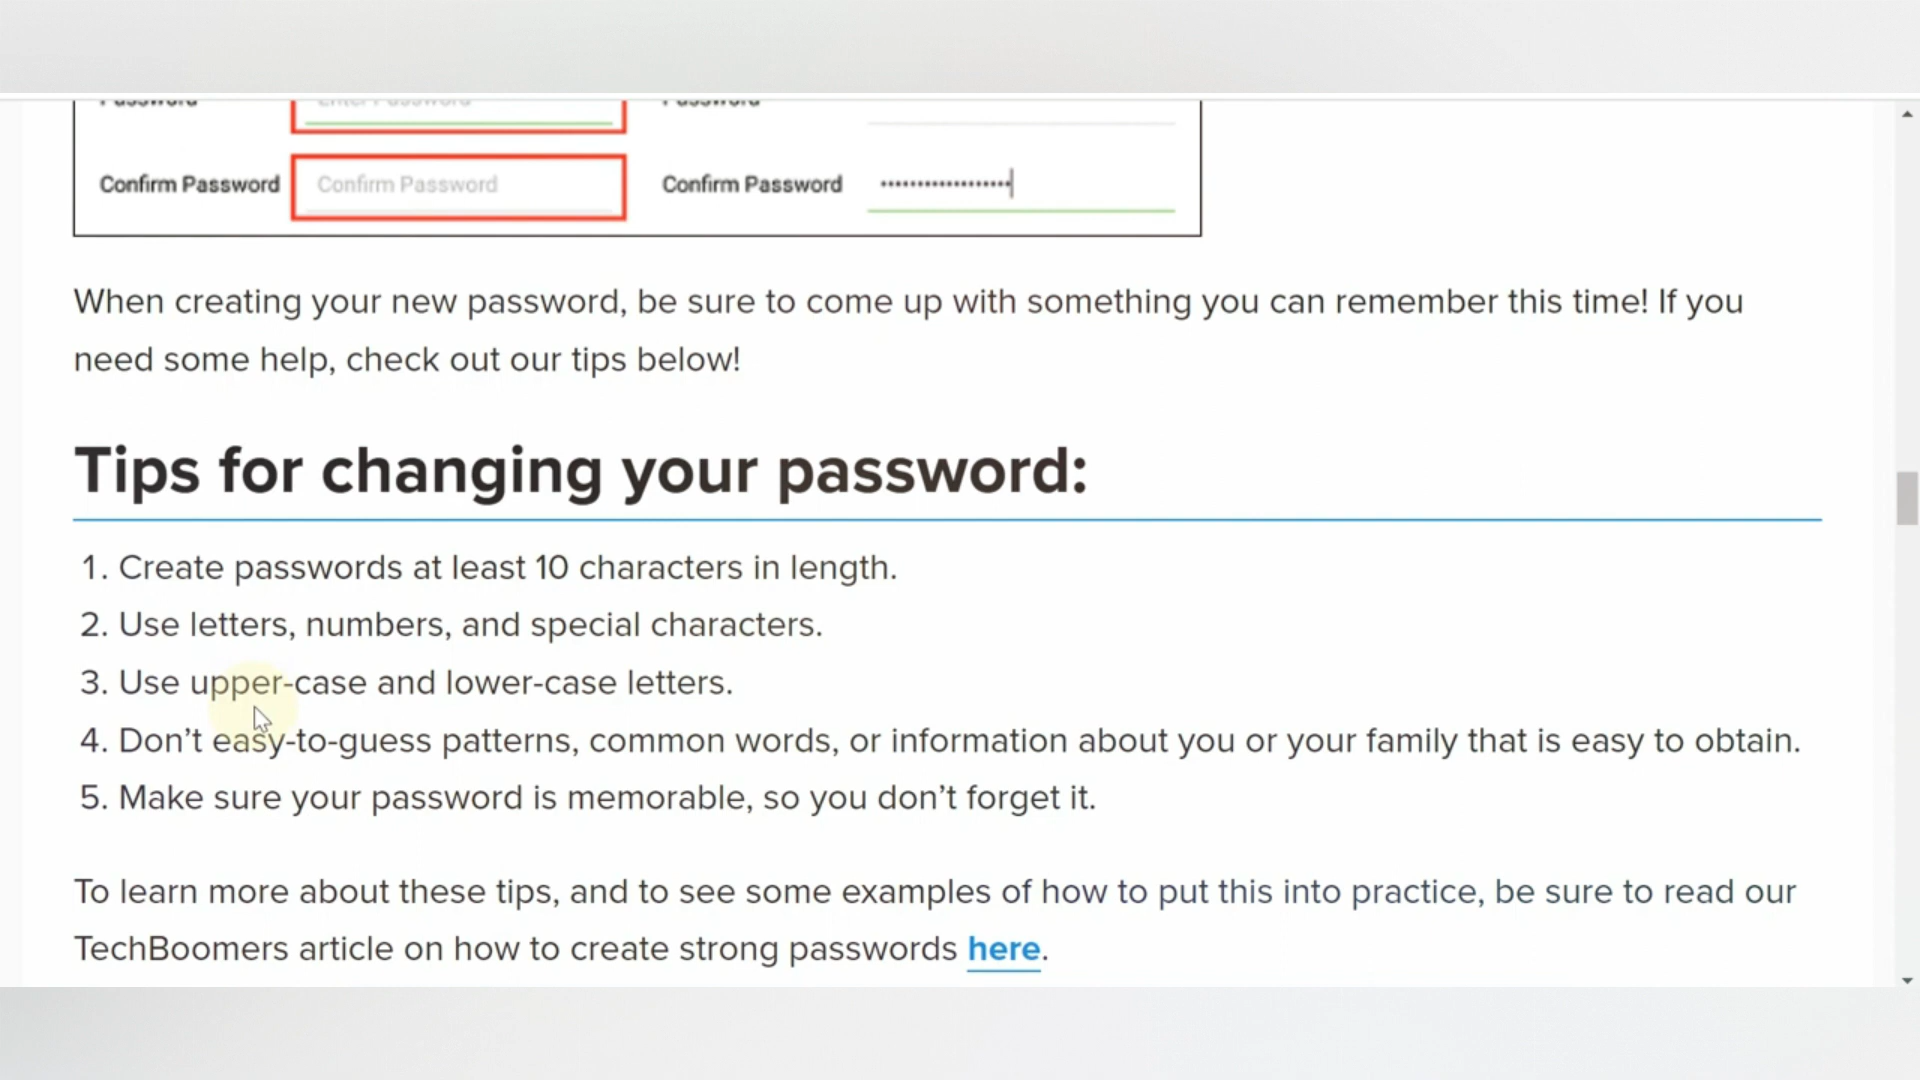 Password Enter Password Password
Confirm Password Confirm Password Confirm Password
When creating your new password, be sure to come up with something you can remember this time! If you
need some help, check out our tips below!
Tips for changing your password:
1. Create passwords at least 10 characters in length.
2. Use letters, numbers, and special characters.
3. Use upper-case and lower-case letters.
4. Don’t easy-to-guess patterns, common words, or information about you or your family that is easy to obtain.
5. Make sure your password is memorable, so you don’t forget it.
To learn more about these tips, and to see some examples of how to put this into practice, be sure to read our
TechBoomers article on how to create strong passwords here.